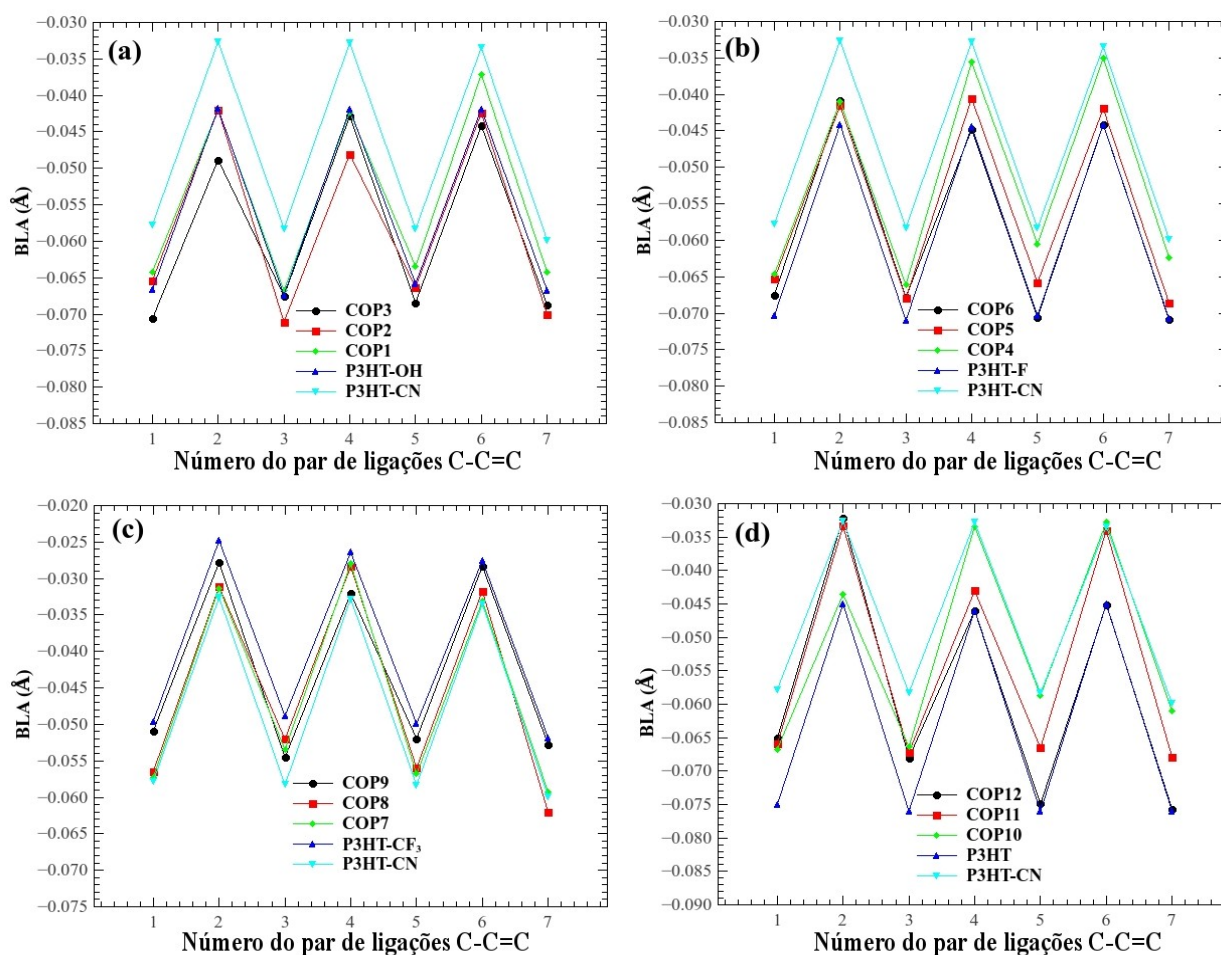 (a)
BLA (Å)
−0.030
−0.035
−0.040
−0.045
−0.050
−0.055
−0.060
−0.065
−0.070
−0.075
−0.080
−0.085
COP3
COP2
COP1
P3HT-OH
P3HT-CN
1 2 3 4 5 6 7
Número do par de ligações C-C=C
(b)
BLA (Å)
−0.030
−0.035
−0.040
−0.045
−0.050
−0.055
−0.060
−0.065
−0.070
−0.075
−0.080
−0.085
COP6
COP5
COP4
P3HT-F
P3HT-CN
1 2 3 4 5 6 7
Número do par de ligações C-C=C
(c)
BLA (Å)
−0.020
−0.025
−0.030
−0.035
−0.040
−0.045
−0.050
−0.055
−0.060
−0.065
−0.070
−0.075
COP9
COP8
COP7
P3HT-CF₃
P3HT-CN
1 2 3 4 5 6 7
Número do par de ligações C-C=C
(d)
BLA (Å)
−0.030
−0.035
−0.040
−0.045
−0.050
−0.055
−0.060
−0.065
−0.070
−0.075
−0.080
−0.085
−0.090
COP12
COP11
COP10
P3HT
P3HT-CN
1 2 3 4 5 6 7
Número do par de ligações C-C=C